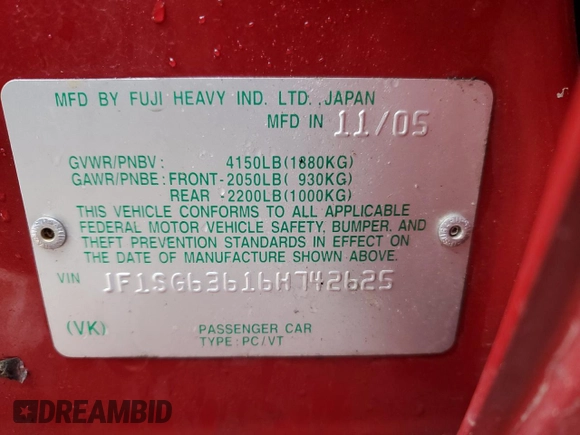 MFD BY FUJI HEAVY IND. LTD. ,JAPAN
MFD IN 11/05
GVWR/PNBV: 4150LB(1880KG)
GAWR/PNBE: FRONT-2050LB( 930KG)
REAR -2200LB(1000KG)
THIS VEHICLE CONFORMS TO ALL APPLICABLE
FEDERAL MOTOR VEHICLE SAFETY, BUMPER, AND
THEFT PREVENTION STANDARDS IN EFFECT ON
THE DATE OF MANUFACTURE SHOWN ABOVE.
VIN JF1SG63616H742625
(VK) PASSENGER CAR
TYPE: PC/VT
DREAMBID